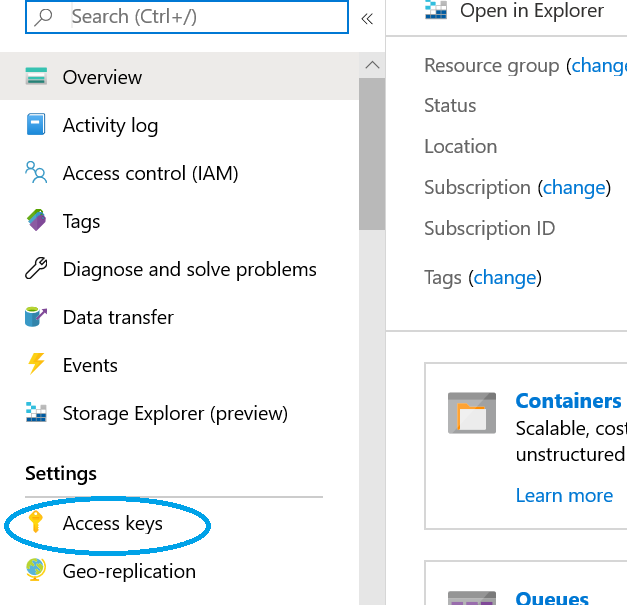 Search (Ctrl+/)
«
Overview
Activity log
Access control (IAM)
Tags
Diagnose and solve problems
Data transfer
Events
Storage Explorer (preview)
Settings
Access keys
Geo-replication
Open in Explorer
Resource group (change
Status
Location
Subscription (change)
Subscription ID
Tags (change)
Containers
Scalable, cost
unstructured
Learn more
Queues